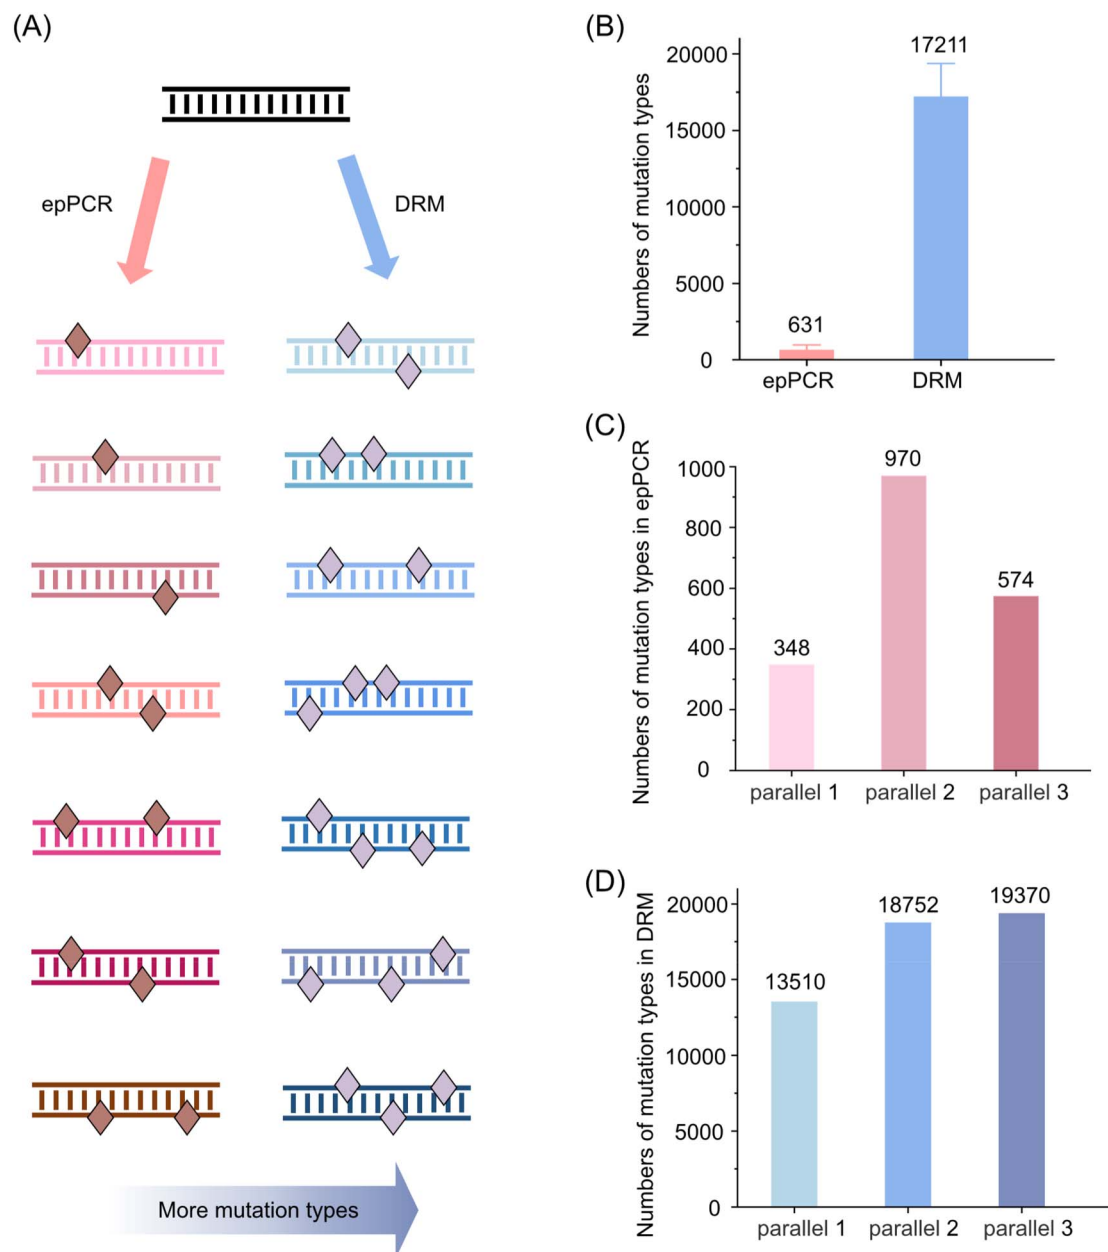 (A)
epPCR
DRM
More mutation types
(B)
Numbers of mutation types
20000
15000
10000
5000
0
631
17211
epPCR
DRM
(C)
Numbers of mutation types in epPCR
1000
800
600
400
200
0
348
970
574
parallel 1
parallel 2
parallel 3
(D)
Numbers of mutation types in DRM
20000
15000
10000
5000
0
13510
18752
19370
parallel 1
parallel 2
parallel 3